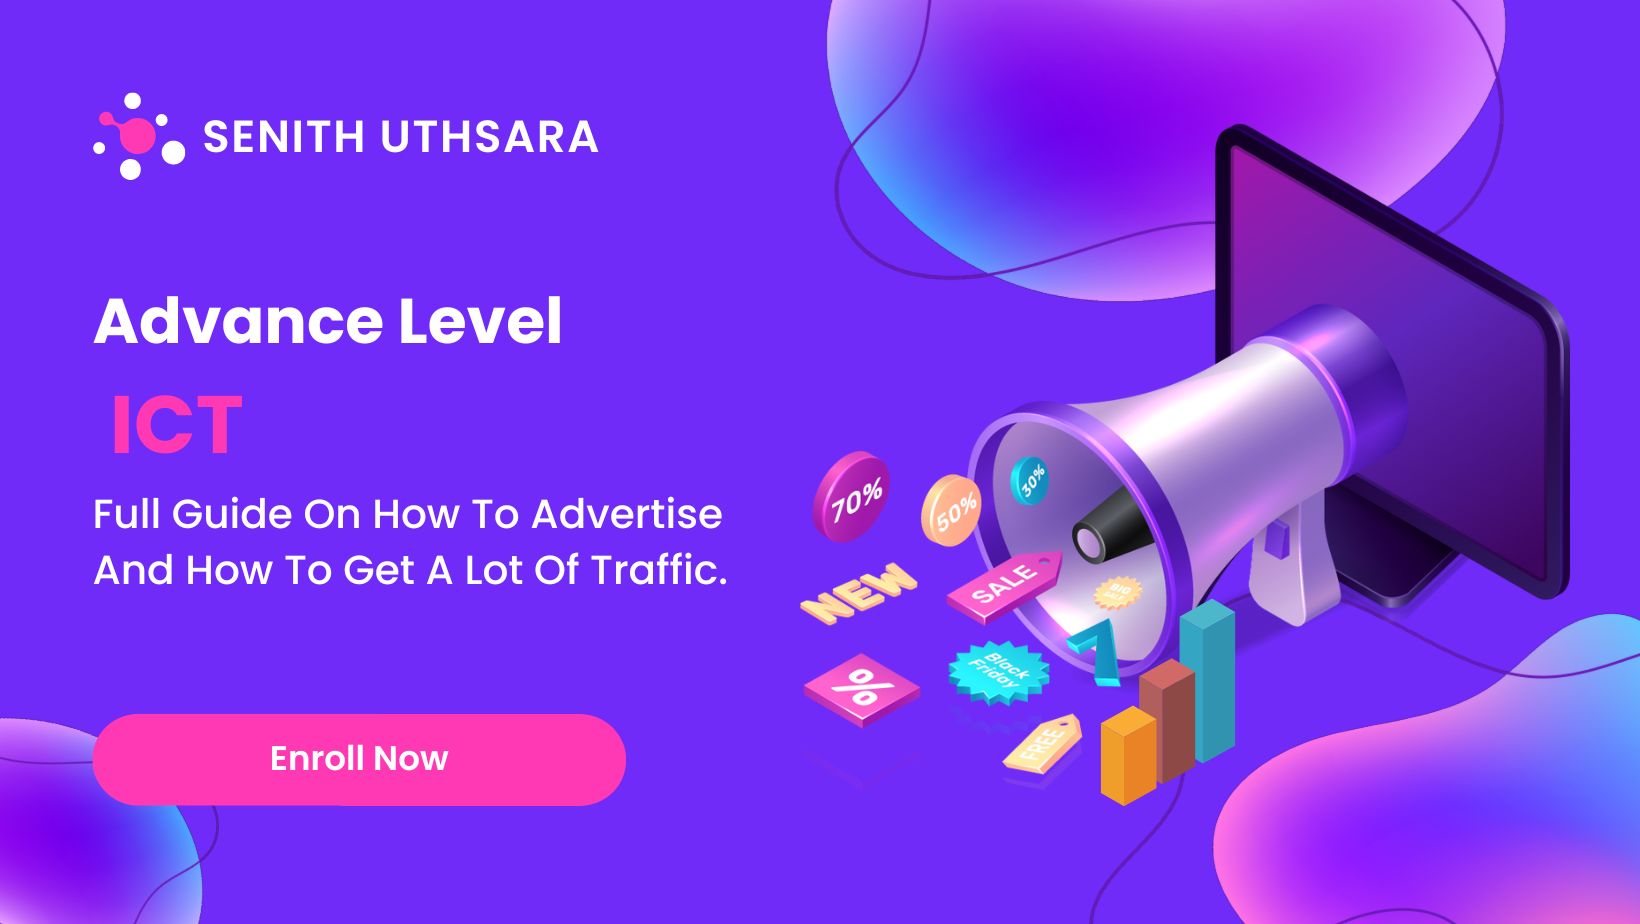 SENITH UTHSARA
Advance Level
ICT
Full Guide On How To Advertise
And How To Get A Lot Of Traffic.
Enroll Now
70%
50%
30%
NEW
SALE
BIG
SALE
%
Black
Friday
FREE